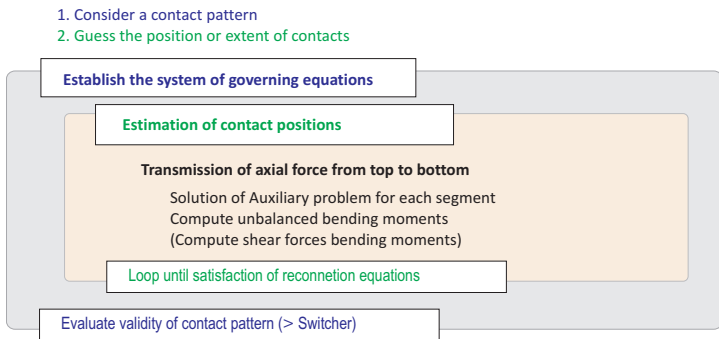 1. Consider a contact pattern
2. Guess the position or extent of contacts
Establish the system of governing equations
Estimation of contact positions
Transmission of axial force from top to bottom
Solution of Auxiliary problem for each segment
Compute unbalanced bending moments
(Compute shear forces bending moments)
Loop until satisfaction of reconnetion equations
Evaluate validity of contact pattern (> Switcher)